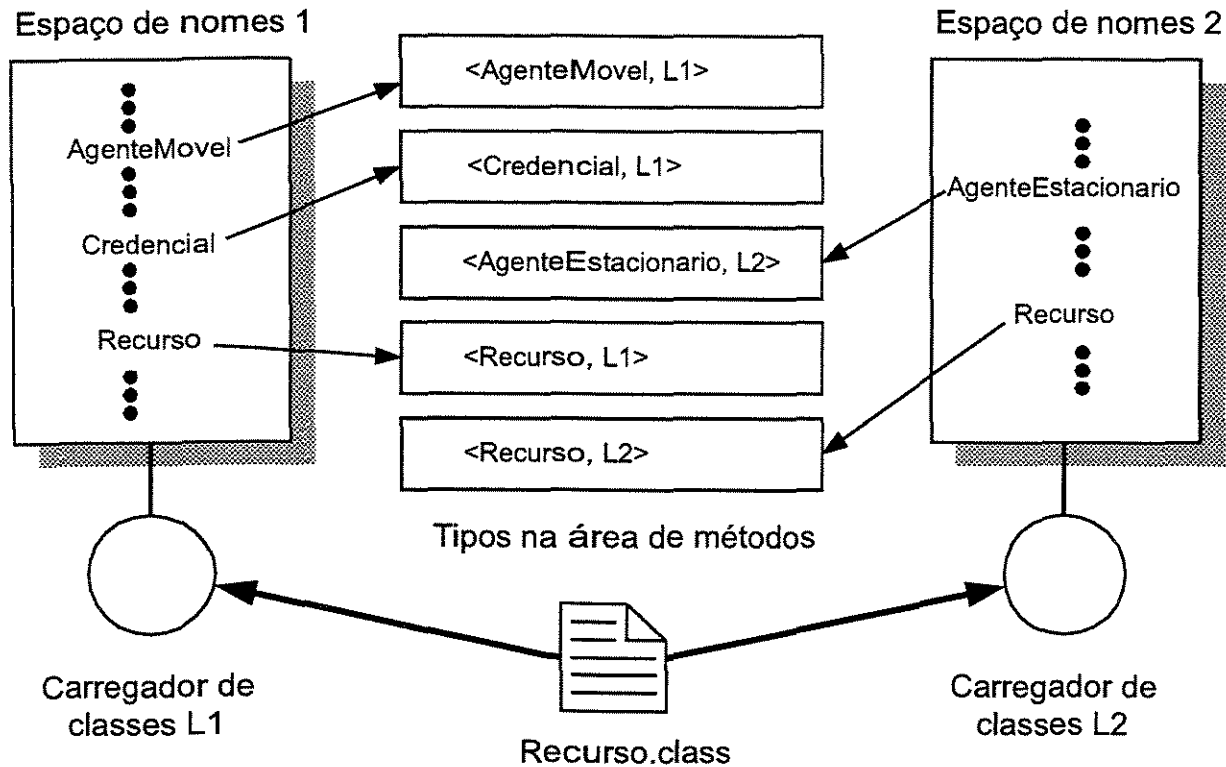 Espaço de nomes 1
AgenteMovel
Credencial
Recurso
Carregador de
classes L1
<AgenteMovel, L1>
<Credencial, L1>
<AgenteEstacionario, L2>
<Recurso, L1>
<Recurso, L2>
Tipos na área de métodos
Recurso.class
Espaço de nomes 2
AgenteEstacionario
Recurso
Carregador de
classes L2